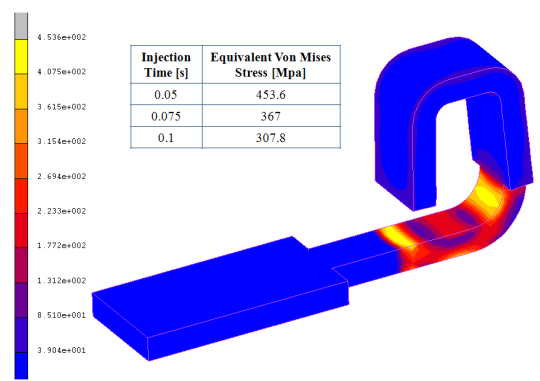 4.536e+002
4.075e+002
3.615e+002
3.154e+002
2.694e+002
2.233e+002
1.772e+002
1.312e+002
8.510e+001
3.904e+001
Injection Time [s] Equivalent Von Mises Stress [Mpa]
0.05 453.6
0.075 367
0.1 307.8